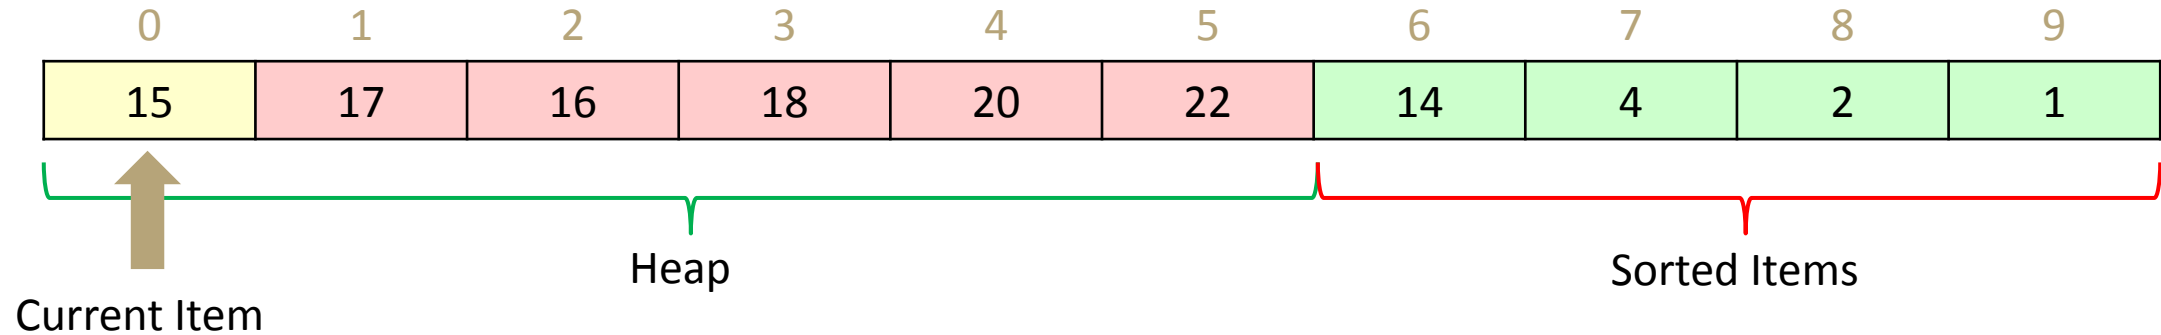 0 1 2 3 4 5 6 7 8 9
15 17 16 18 20 22 14 4 2 1
Heap Sorted Items
Current Item